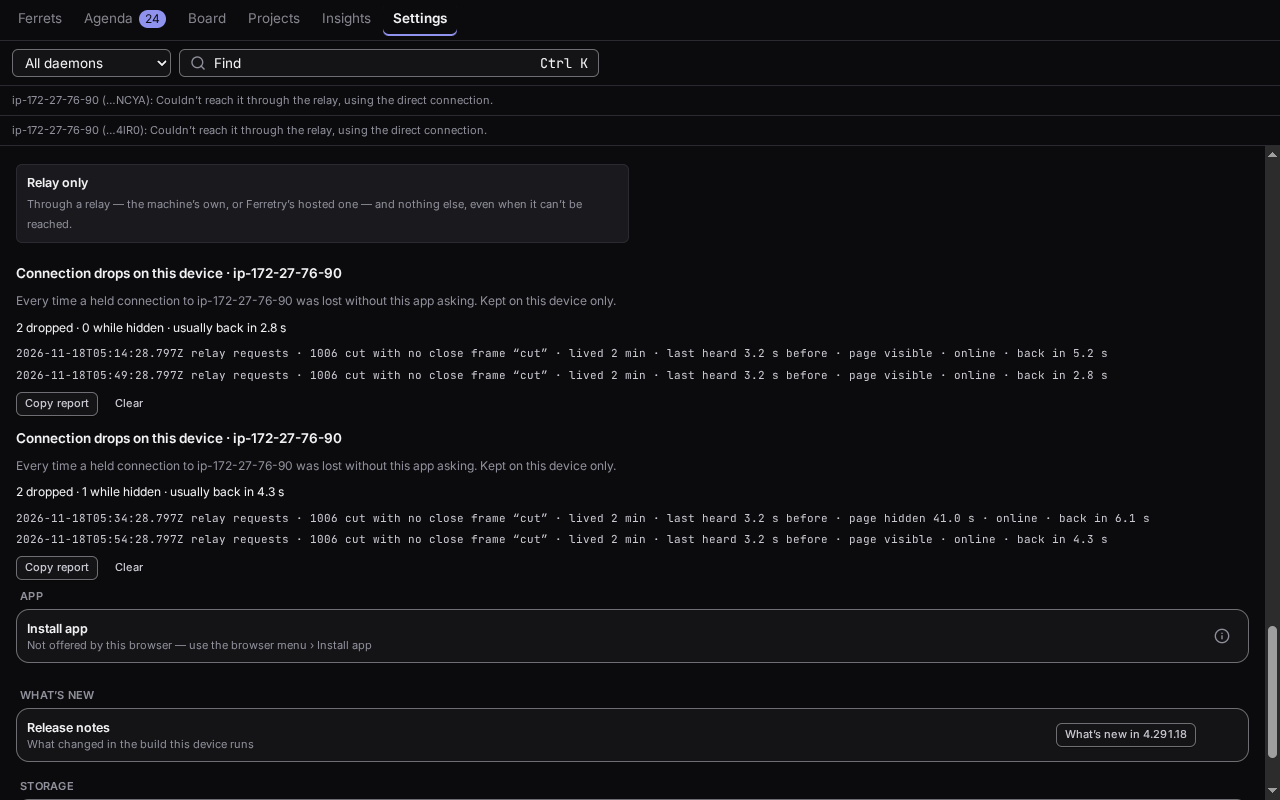 Ferrets
Agenda 24
Board
Projects
Insights
Settings
All daemons
Find
Ctrl K
ip-172-27-76-90 (…NCYA): Couldn’t reach it through the relay, using the direct connection.
ip-172-27-76-90 (…4IR0): Couldn’t reach it through the relay, using the direct connection.
Relay only
Through a relay — the machine’s own, or Ferretry’s hosted one — and nothing else, even when it can’t be
reached.
Connection drops on this device · ip-172-27-76-90
Every time a held connection to ip-172-27-76-90 was lost without this app asking. Kept on this device only.
2 dropped · 0 while hidden · usually back in 2.8 s
2026-11-18T05:14:28.797Z relay requests · 1006 cut with no close frame “cut” · lived 2 min · last heard 3.2 s before · page visible · online · back in 5.2 s
2026-11-18T05:49:28.797Z relay requests · 1006 cut with no close frame “cut” · lived 2 min · last heard 3.2 s before · page visible · online · back in 2.8 s
Copy report
Clear
Connection drops on this device · ip-172-27-76-90
Every time a held connection to ip-172-27-76-90 was lost without this app asking. Kept on this device only.
2 dropped · 1 while hidden · usually back in 4.3 s
2026-11-18T05:34:28.797Z relay requests · 1006 cut with no close frame “cut” · lived 2 min · last heard 3.2 s before · page hidden 41.0 s · online · back in 6.1 s
2026-11-18T05:54:28.797Z relay requests · 1006 cut with no close frame “cut” · lived 2 min · last heard 3.2 s before · page visible · online · back in 4.3 s
Copy report
Clear
APP
Install app
Not offered by this browser — use the browser menu › Install app
WHAT’S NEW
Release notes
What changed in the build this device runs
What’s new in 4.291.18
STORAGE